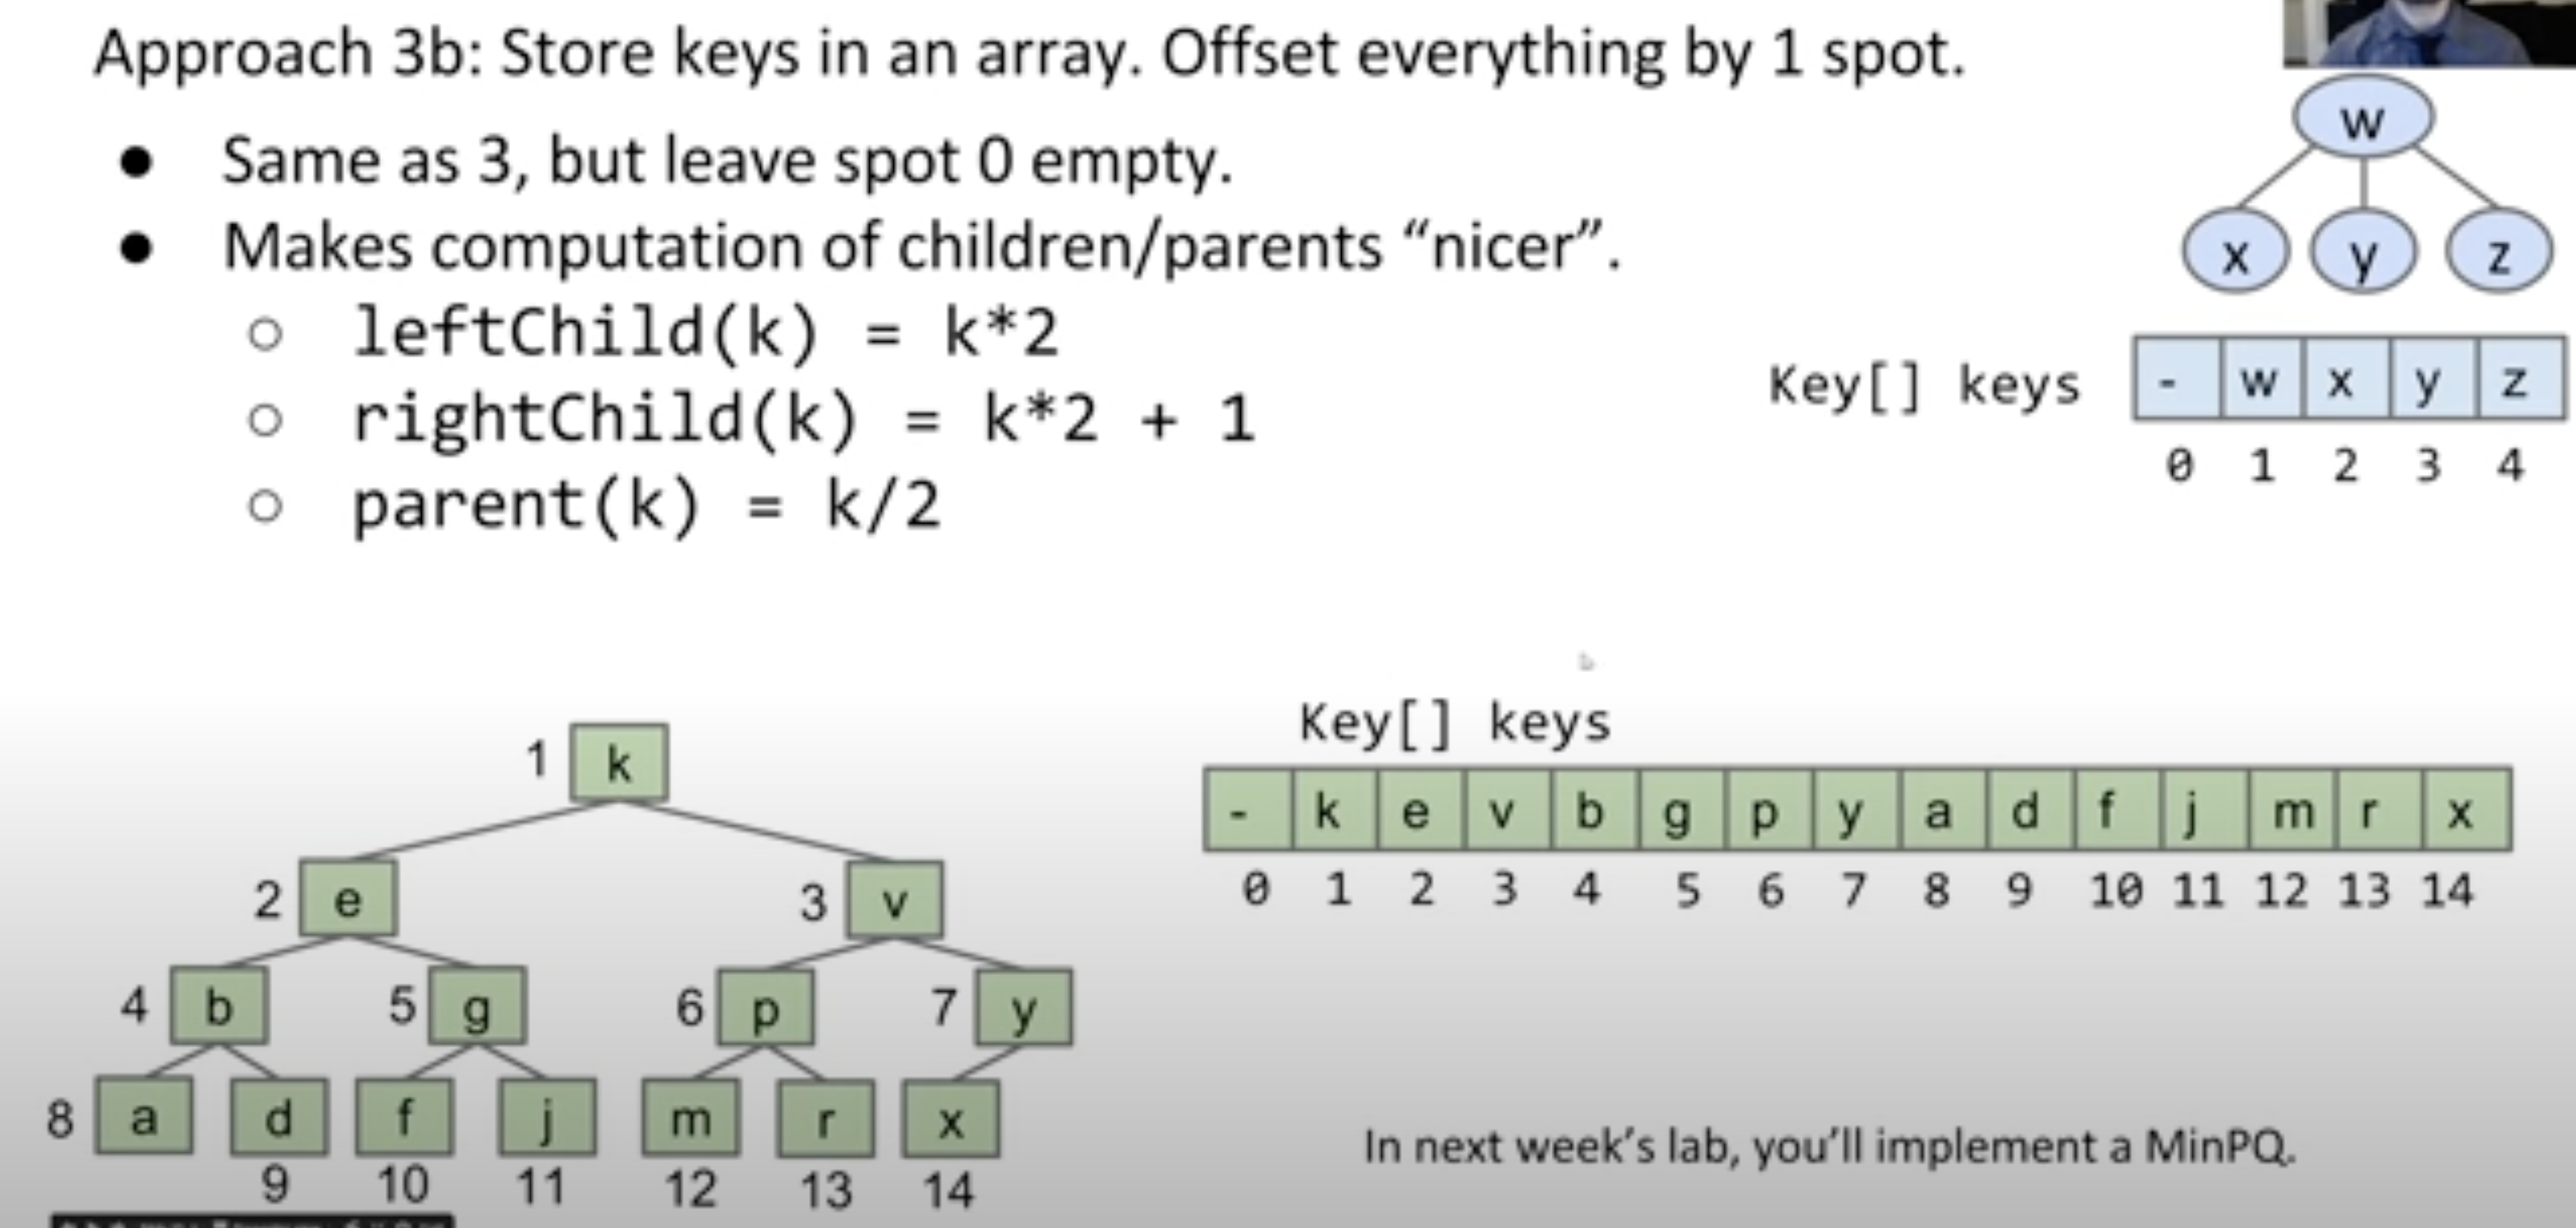 Approach 3b: Store keys in an array. Offset everything by 1 spot.
● Same as 3, but leave spot 0 empty.
● Makes computation of children/parents “nicer”.
○ leftChild(k) = k*2
○ rightChild(k) = k*2 + 1
○ parent(k) = k/2
w
x y z
Key[] keys - w x y z
0 1 2 3 4
Key[] keys
- k e v b g p y a d f j m r x
0 1 2 3 4 5 6 7 8 9 10 11 12 13 14
1 k
2 e 3 v
4 b 5 g 6 p 7 y
8 a d f j m r x
9 10 11 12 13 14
In next week’s lab, you’ll implement a MinPQ.